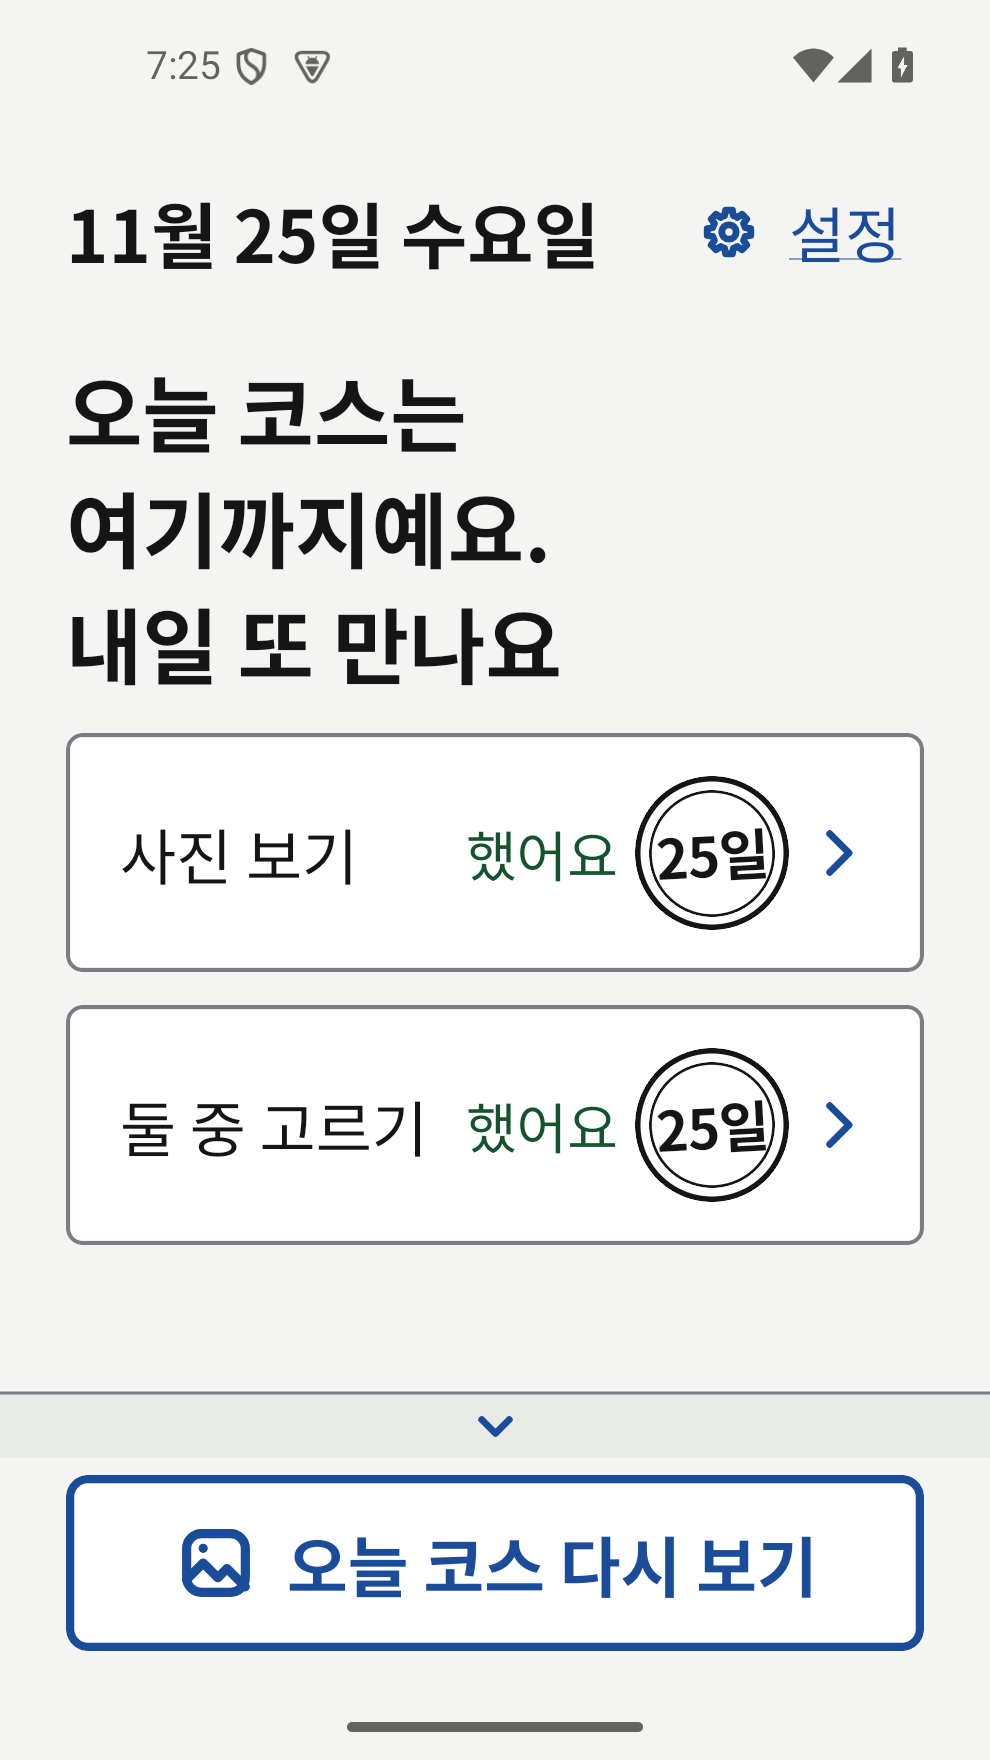 7:25
11월 25일 수요일
설정
오늘 코스는
여기까지예요.
내일 또 만나요
사진 보기 했어요 25일
둘 중 고르기 했어요 25일
오늘 코스 다시 보기